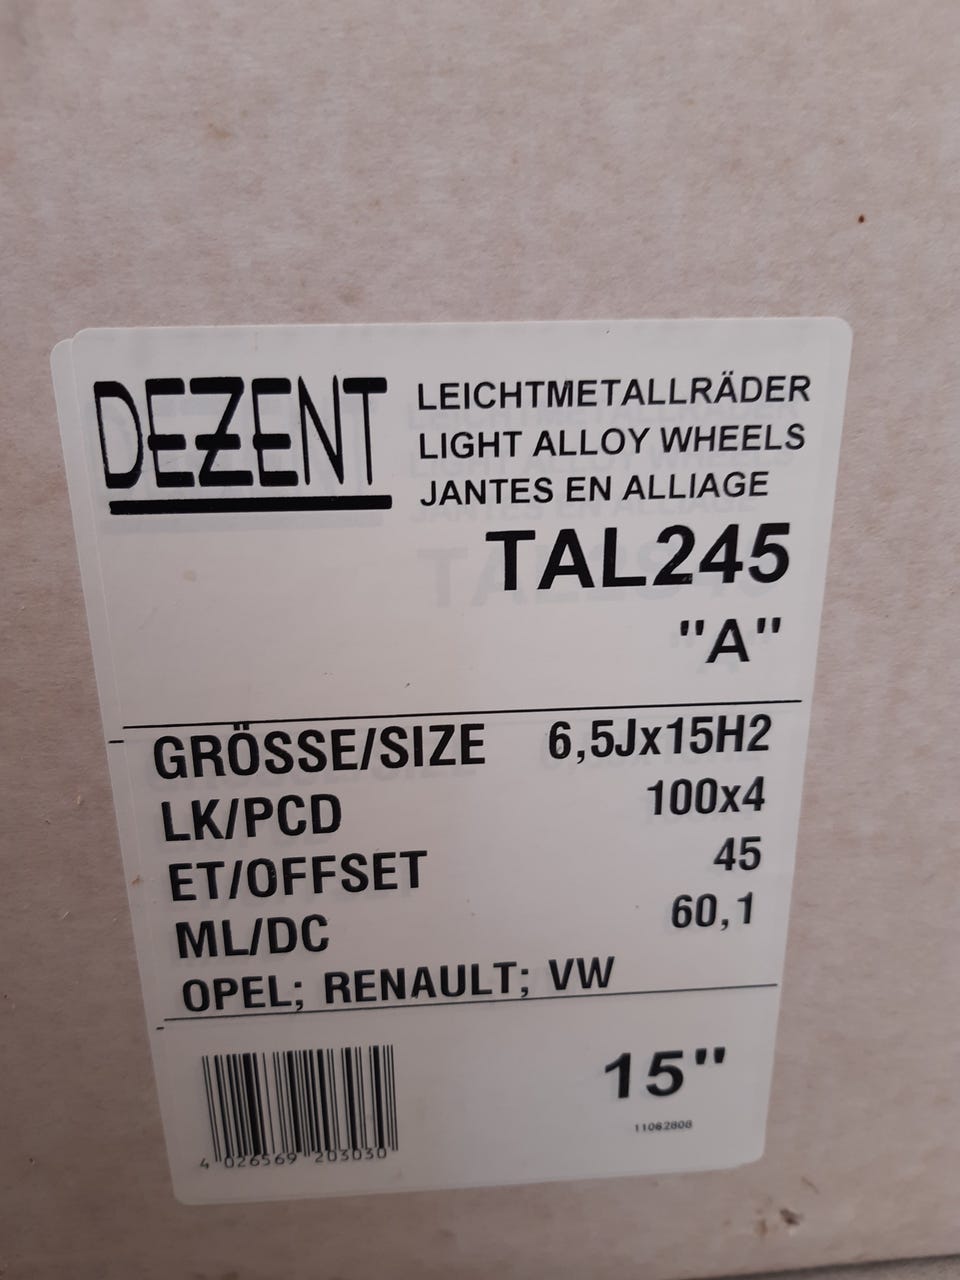 DEZENT
LEICHTMETALLRÄDER
LIGHT ALLOY WHEELS
JANTES EN ALLIAGE
TAL245
"A"
GRÖSSE/SIZE 6,5Jx15H2
LK/PCD 100x4
ET/OFFSET 45
ML/DC 60,1
OPEL; RENAULT; VW
15"
11082808
4 026569 203030